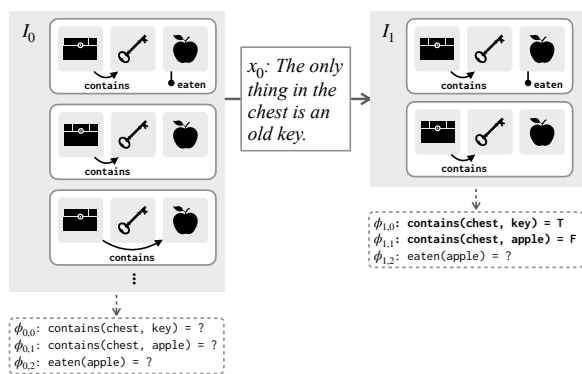 I₀
contains
eaten
contains
contains
⋮
ϕ₀,₀: contains(chest, key) = ?
ϕ₀,₁: contains(chest, apple) = ?
ϕ₀,₂: eaten(apple) = ?
x₀: The only
thing in the
chest is an
old key.
I₁
contains
eaten
contains
ϕ₁,₀: contains(chest, key) = T
ϕ₁,₁: contains(chest, apple) = F
ϕ₁,₂: eaten(apple) = ?